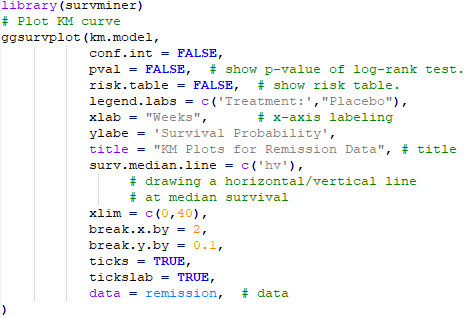 library(survminer)
# Plot KM curve
ggsurvplot(km.model,
conf.int = FALSE,
pval = FALSE,  # show p-value of log-rank test.
risk.table = FALSE,  # show risk table.
legend.labs = c('Treatment:',"Placebo"),
xlab = "Weeks",       # x-axis labeling
ylabe = 'Survival Probability',
title = "KM Plots for Remission Data", # title
surv.median.line = c('hv'),
# drawing a horizontal/vertical line
# at median survival
xlim = c(0,40),
break.x.by = 2,
break.y.by = 0.1,
ticks = TRUE,
tickslab = TRUE,
data = remission,  # data
)